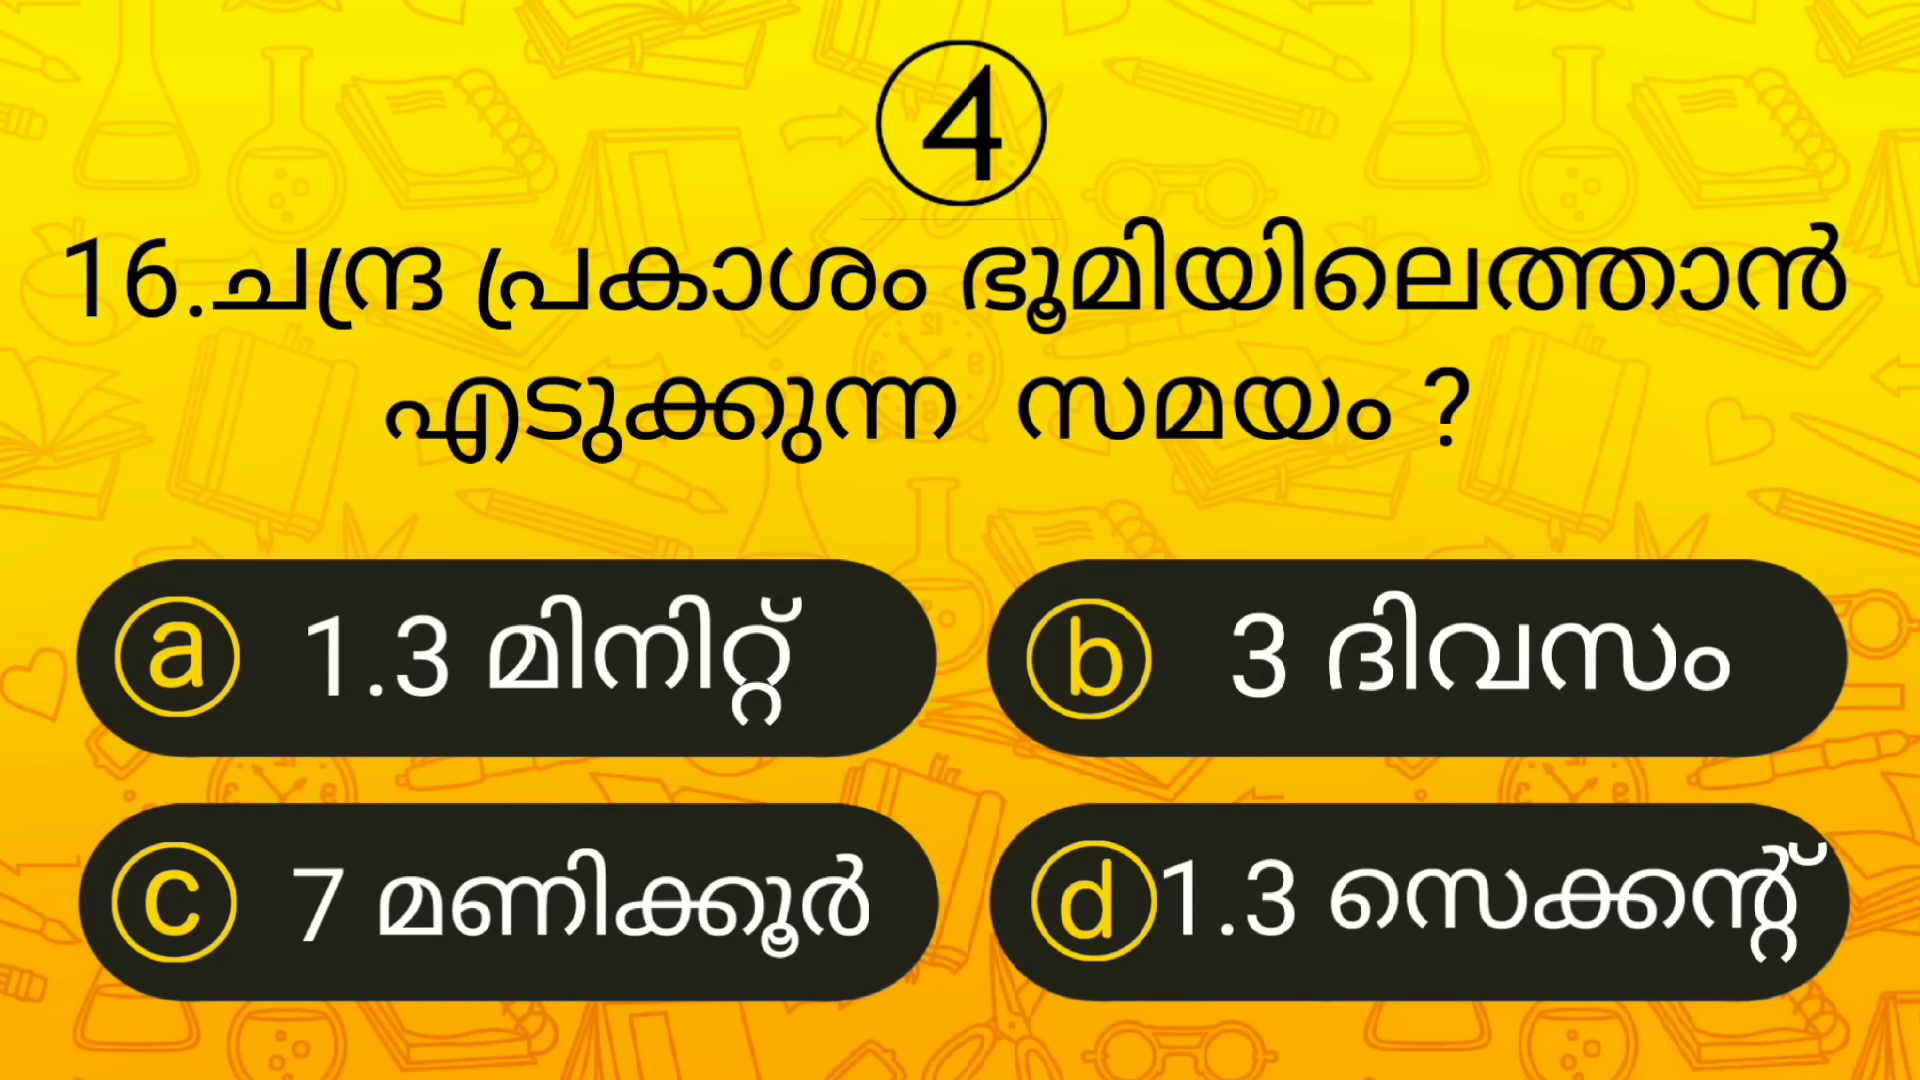 4
16.ചന്ദ്ര പ്രകാശം ഭൂമിയിലെത്താൻ
എടുക്കുന്ന സമയം ?
a 1.3 മിനിറ്റ്
b 3 ദിവസം
c 7 മണിക്കൂർ
d 1.3 സെക്കന്റ്